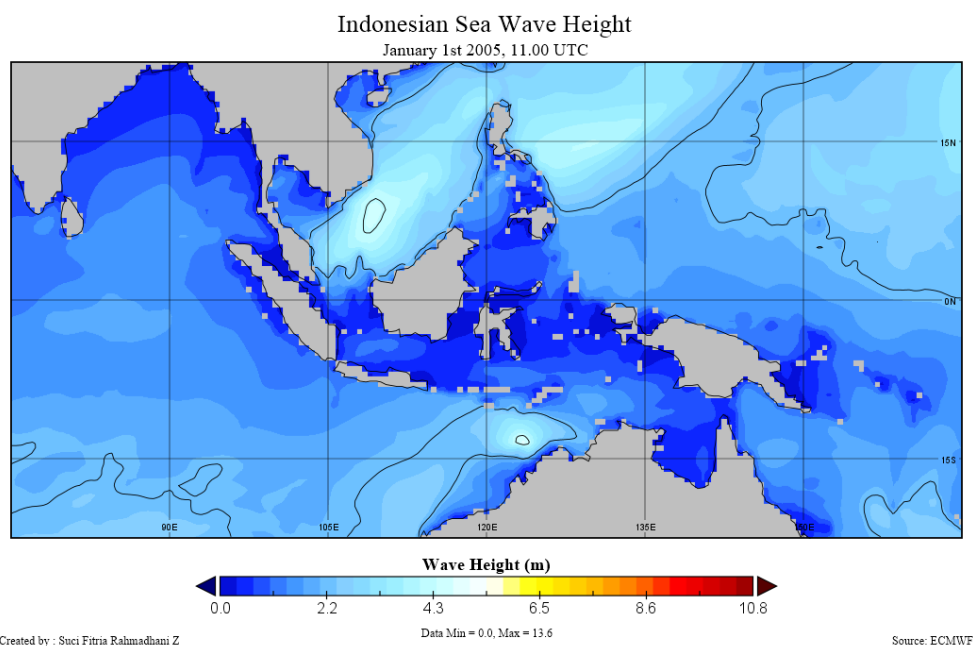 Indonesian Sea Wave Height
January 1st 2005, 11.00 UTC
15N
0N
15S
90E 105E 120E 135E 150E
Wave Height (m)
0.0 2.2 4.3 6.5 8.6 10.8
Data Min = 0.0, Max = 13.6
Created by : Suci Fitria Rahmadhani Z
Source: ECMWF